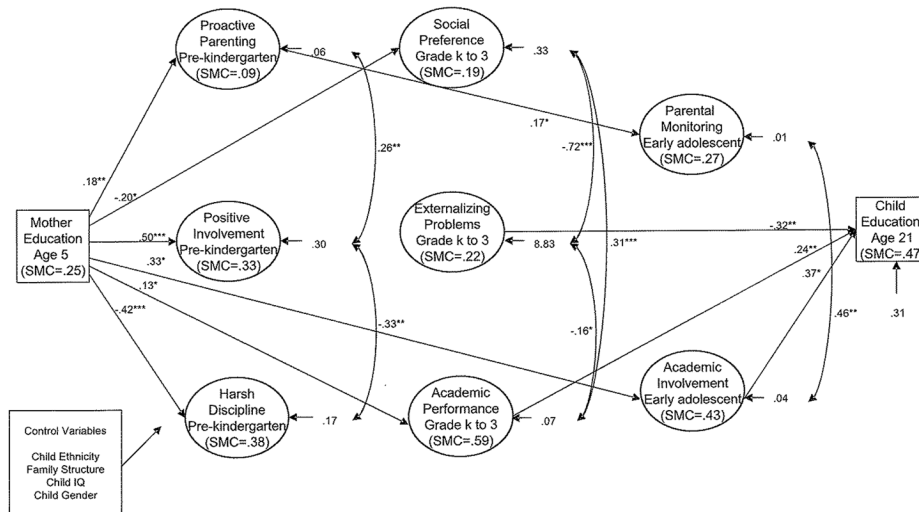 Proactive
Parenting
Pre-kindergarten
(SMC=.09)
.06
Social
Preference
Grade k to 3
(SMC=.19)
.33
Parental
Monitoring
Early adolescent
(SMC=.27)
.01
.17*
.26**
-.72***
.18**
-.20*
Mother
Education
Age 5
(SMC=.25)
.50***
.33*
.13*
-.42***
Positive
Involvement
Pre-kindergarten
(SMC=.33)
.30
Externalizing
Problems
Grade k to 3
(SMC=.22)
8.83
.31***
-.32**
.24**
.37*
Child
Education
Age 21
(SMC=.47
.31
-.33**
-.16*
.46**
Harsh
Discipline
Pre-kindergarten
(SMC=.38)
.17
Academic
Performance
Grade k to 3
(SMC=.59)
.07
Academic
Involvement
Early adolescent
(SMC=.43)
.04
Control Variables
Child Ethnicity
Family Structure
Child IQ
Child Gender